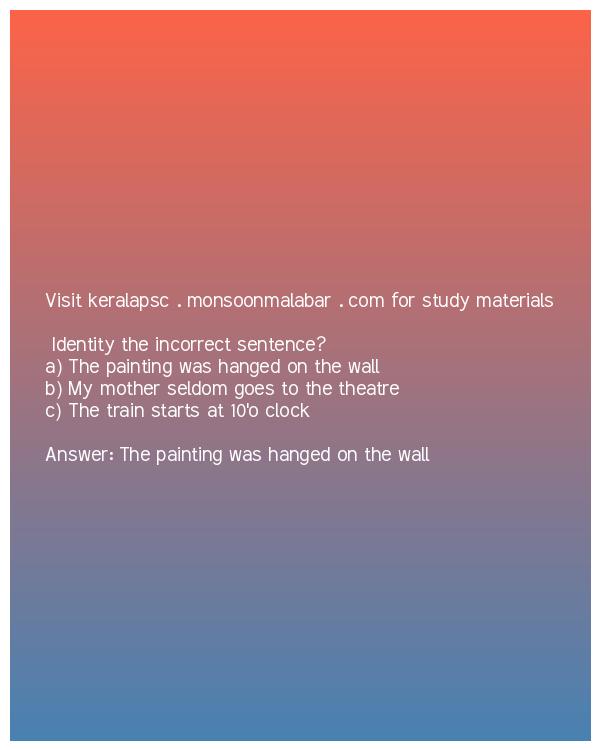 Visit keralapsc . monsoonmalabar . com for study materials
Identity the incorrect sentence?
a) The painting was hanged on the wall
b) My mother seldom goes to the theatre
c) The train starts at 10'o clock
Answer: The painting was hanged on the wall